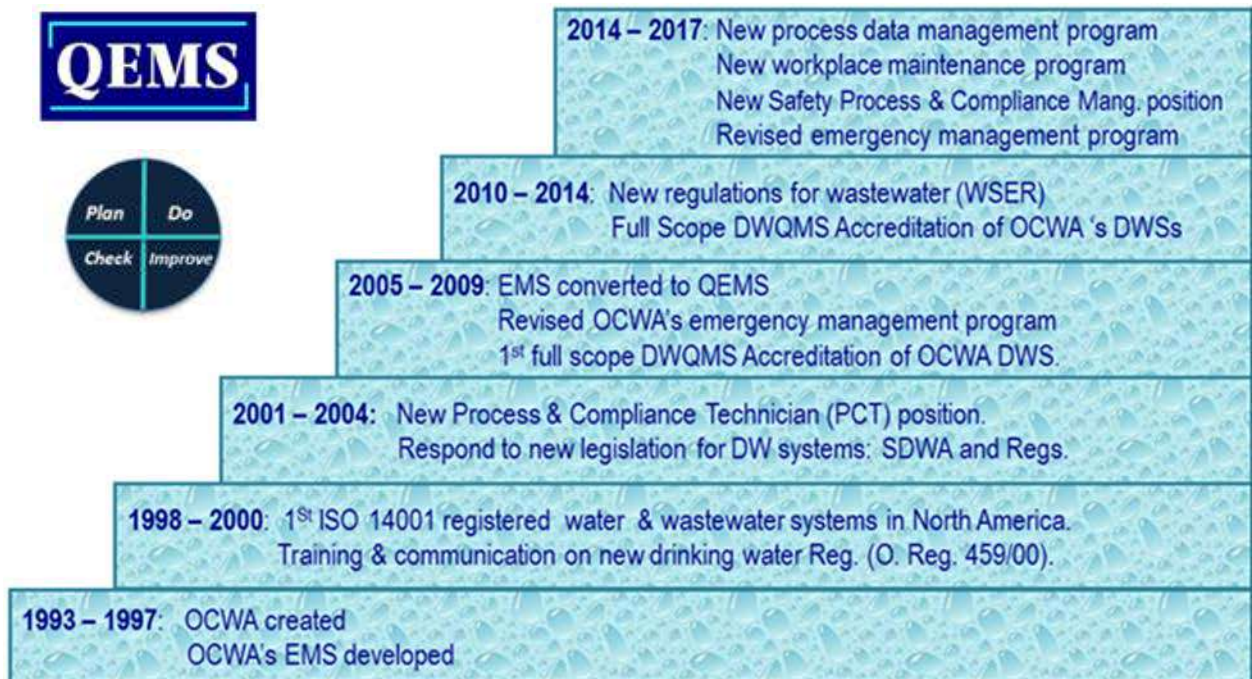 QEMS
Plan
Do
Check
Improve
2014 – 2017: New process data management program
New workplace maintenance program
New Safety Process & Compliance Mang. position
Revised emergency management program
2010 – 2014: New regulations for wastewater (WSER)
Full Scope DWQMS Accreditation of OCWA 's DWSs
2005 – 2009: EMS converted to QEMS
Revised OCWA's emergency management program
1st full scope DWQMS Accreditation of OCWA DWS.
2001 – 2004: New Process & Compliance Technician (PCT) position.
Respond to new legislation for DW systems: SDWA and Regs.
1998 – 2000: 1St ISO 14001 registered water & wastewater systems in North America.
Training & communication on new drinking water Reg. (O. Reg. 459/00).
1993 – 1997: OCWA created
OCWA's EMS developed